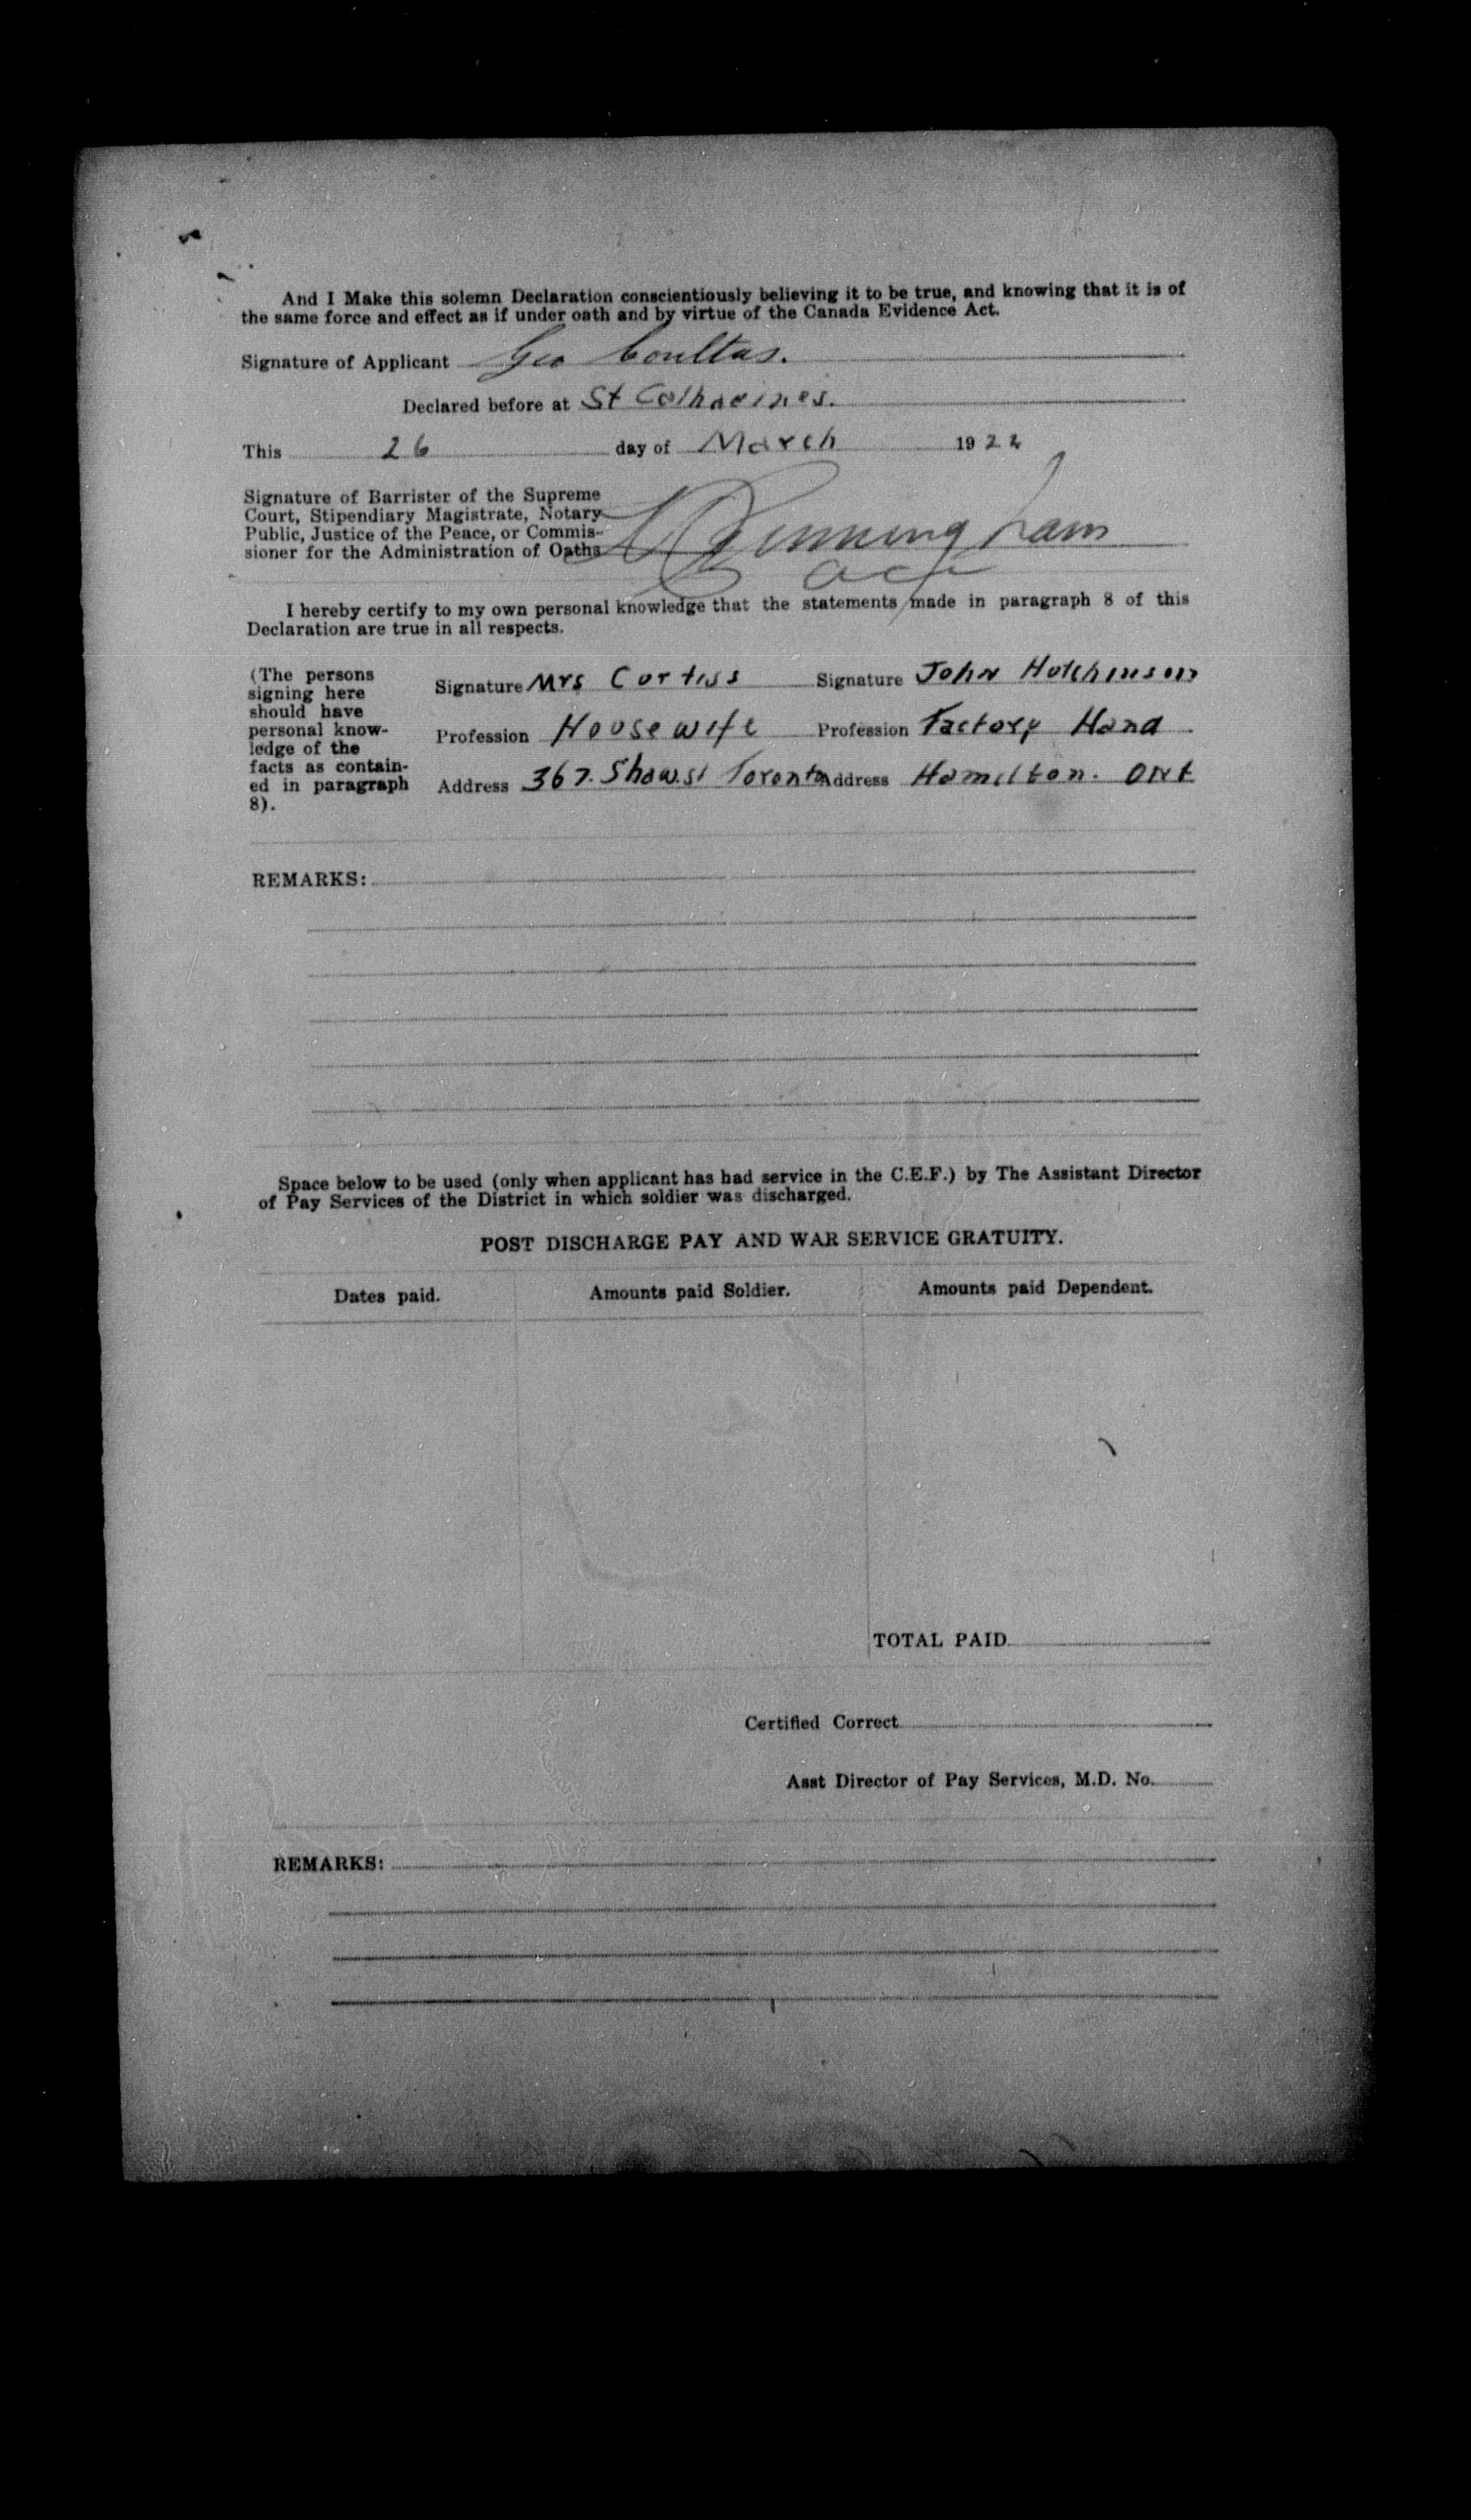 And I Make this solemn Declaration conscientiously believing it to be true, and knowing that it is of
the same force and effect as if under oath and by virtue of the Canada Evidence Act.
Signature of Applicant Geo Coultas.
Declared before at St Catharines.
This 26 day of March 1922
Signature of Barrister of the Supreme
Court, Stipendiary Magistrate, Notary
Public, Justice of the Peace, or Commis-
sioner for the Administration of Oaths
I hereby certify to my own personal knowledge that the statements made in paragraph 8 of this
Declaration are true in all respects.
(The persons
signing here
should have
personal know-
ledge of the
facts as contain-
ed in paragraph
8).
Signature Mrs Curtiss Signature John Hutchinson
Profession Housewife Profession Factory Hand
Address 367. Shaw.St Toronto Address Hamilton. ONt
REMARKS:
Space below to be used (only when applicant has had service in the C.E.F.) by The Assistant Director
of Pay Services of the District in which soldier was discharged.
POST DISCHARGE PAY AND WAR SERVICE GRATUITY.
Dates paid. Amounts paid Soldier. Amounts paid Dependent.
TOTAL PAID
Certified Correct
Asst Director of Pay Services, M.D. No.
REMARKS: